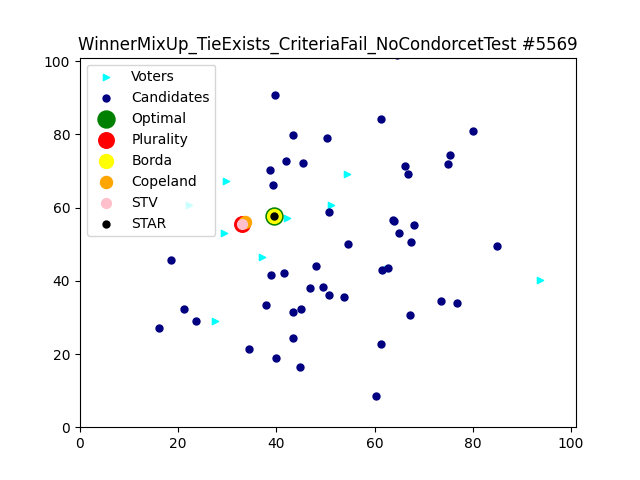 WinnerMixUp_TieExists_CriteriaFail_NoCondorcetTest #5569
100
80
60
40
20
0
Voters
Candidates
Optimal
Plurality
Borda
Copeland
STV
STAR
0 20 40 60 80 100